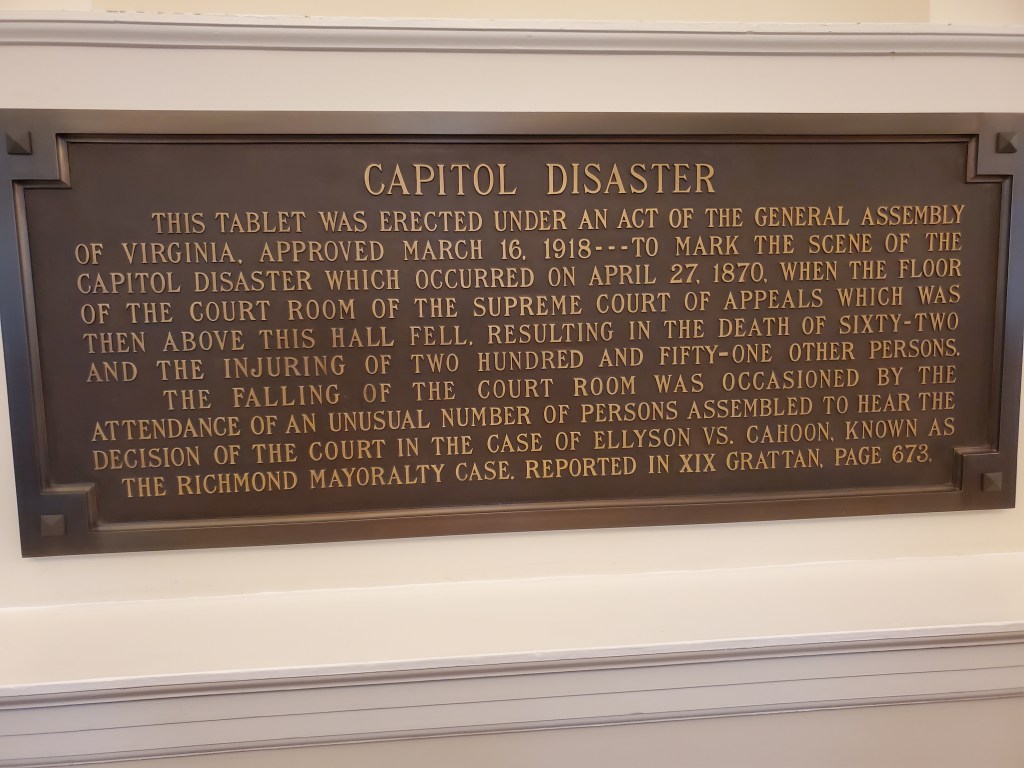 CAPITOL DISASTER
THIS TABLET WAS ERECTED UNDER AN ACT OF THE GENERAL ASSEMBLY
OF VIRGINIA, APPROVED MARCH 16, 1918---TO MARK THE SCENE OF THE
CAPITOL DISASTER WHICH OCCURRED ON APRIL 27, 1870, WHEN THE FLOOR
OF THE COURT ROOM OF THE SUPREME COURT OF APPEALS WHICH WAS
THEN ABOVE THIS HALL FELL, RESULTING IN THE DEATH OF SIXTY-TWO
AND THE INJURING OF TWO HUNDRED AND FIFTY-ONE OTHER PERSONS.
THE FALLING OF THE COURT ROOM WAS OCCASIONED BY THE
ATTENDANCE OF AN UNUSUAL NUMBER OF PERSONS ASSEMBLED TO HEAR THE
DECISION OF THE COURT IN THE CASE OF ELLYSON VS. CAHOON, KNOWN AS
THE RICHMOND MAYORALTY CASE. REPORTED IN XIX GRATTAN, PAGE 673.